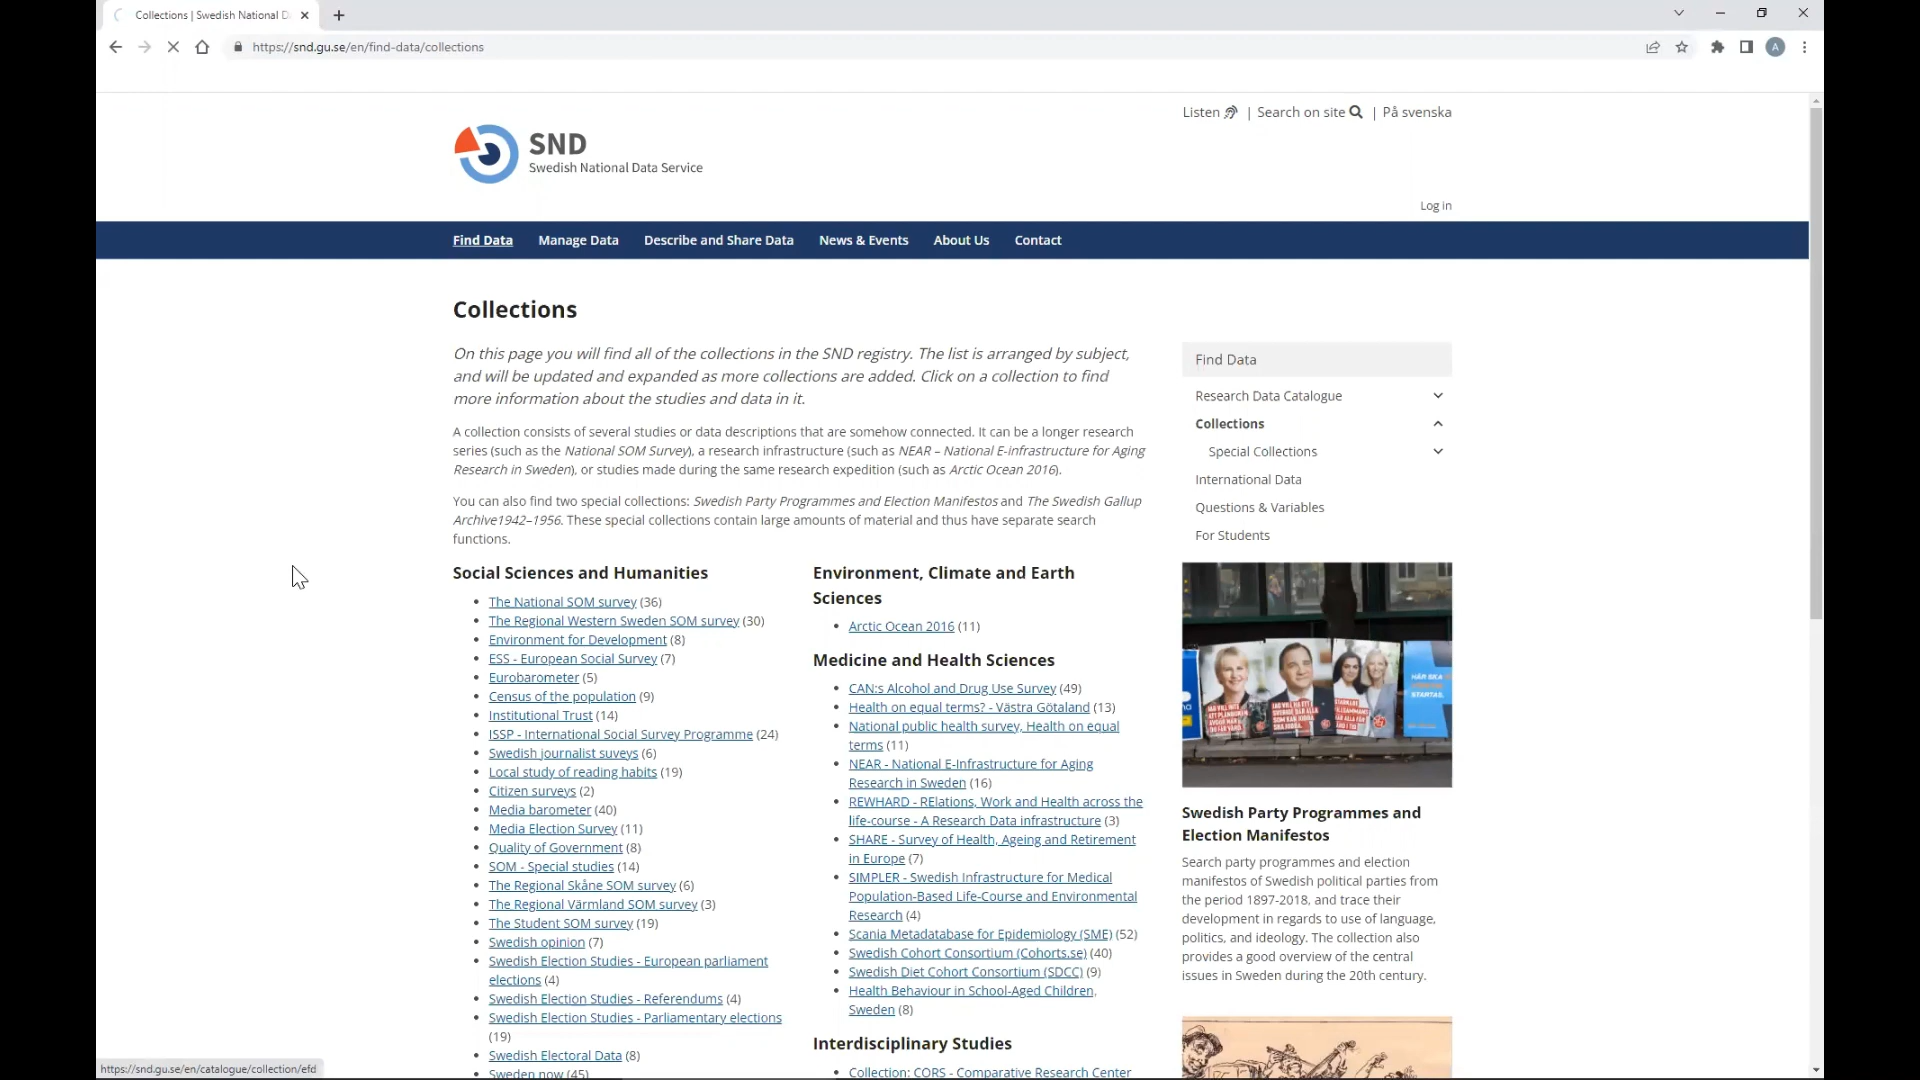 Collections | Swedish National D
https://snd.gu.se/en/find-data/collections
A
Listen | Search on site | På svenska
SND
Swedish National Data Service
Log in
Find Data Manage Data Describe and Share Data News & Events About Us Contact
Collections
On this page you will find all of the collections in the SND registry. The list is arranged by subject,
and will be updated and expanded as more collections are added. Click on a collection to find
more information about the studies and data in it.
A collection consists of several studies or data descriptions that are somehow connected. It can be a longer research
series (such as the National SOM Survey), a research infrastructure (such as NEAR – National E-infrastructure for Aging
Research in Sweden), or studies made during the same research expedition (such as Arctic Ocean 2016).
You can also find two special collections: Swedish Party Programmes and Election Manifestos and The Swedish Gallup
Archive1942–1956. These special collections contain large amounts of material and thus have separate search
functions.
Social Sciences and Humanities
The National SOM survey (36)
The Regional Western Sweden SOM survey (30)
Environment for Development (8)
ESS - European Social Survey (7)
Eurobarometer (5)
Census of the population (9)
Institutional Trust (14)
ISSP - International Social Survey Programme (24)
Swedish journalist suveys (6)
Local study of reading habits (19)
Citizen surveys (2)
Media barometer (40)
Media Election Survey (11)
Quality of Government (8)
SOM - Special studies (14)
The Regional Skåne SOM survey (6)
The Regional Värmland SOM survey (3)
The Student SOM survey (19)
Swedish opinion (7)
Swedish Election Studies - European parliament
elections (4)
Swedish Election Studies - Referendums (4)
Swedish Election Studies - Parliamentary elections
(19)
Swedish Electoral Data (8)
Sweden now (45)
Environment, Climate and Earth
Sciences
Arctic Ocean 2016 (11)
Medicine and Health Sciences
CAN:s Alcohol and Drug Use Survey (49)
Health on equal terms? - Västra Götaland (13)
National public health survey, Health on equal
terms (11)
NEAR - National E-Infrastructure for Aging
Research in Sweden (16)
REWHARD - RElations, Work and Health across the
life-course - A Research Data infrastructure (3)
SHARE - Survey of Health, Ageing and Retirement
in Europe (7)
SIMPLER - Swedish Infrastructure for Medical
Population-Based Life-Course and Environmental
Research (4)
Scania Metadatabase for Epidemiology (SME) (52)
Swedish Cohort Consortium (Cohorts.se) (40)
Swedish Diet Cohort Consortium (SDCC) (9)
Health Behaviour in School-Aged Children,
Sweden (8)
Interdisciplinary Studies
Collection: CORS - Comparative Research Center
Find Data
Research Data Catalogue
Collections
Special Collections
International Data
Questions & Variables
For Students
HÄR SKA
STARTAS.
Swedish Party Programmes and
Election Manifestos
Search party programmes and election
manifestos of Swedish political parties from
the period 1897-2018, and trace their
development in regards to use of language,
politics, and ideology. The collection also
provides a good overview of the central
issues in Sweden during the 20th century.
https://snd.gu.se/en/catalogue/collection/efd